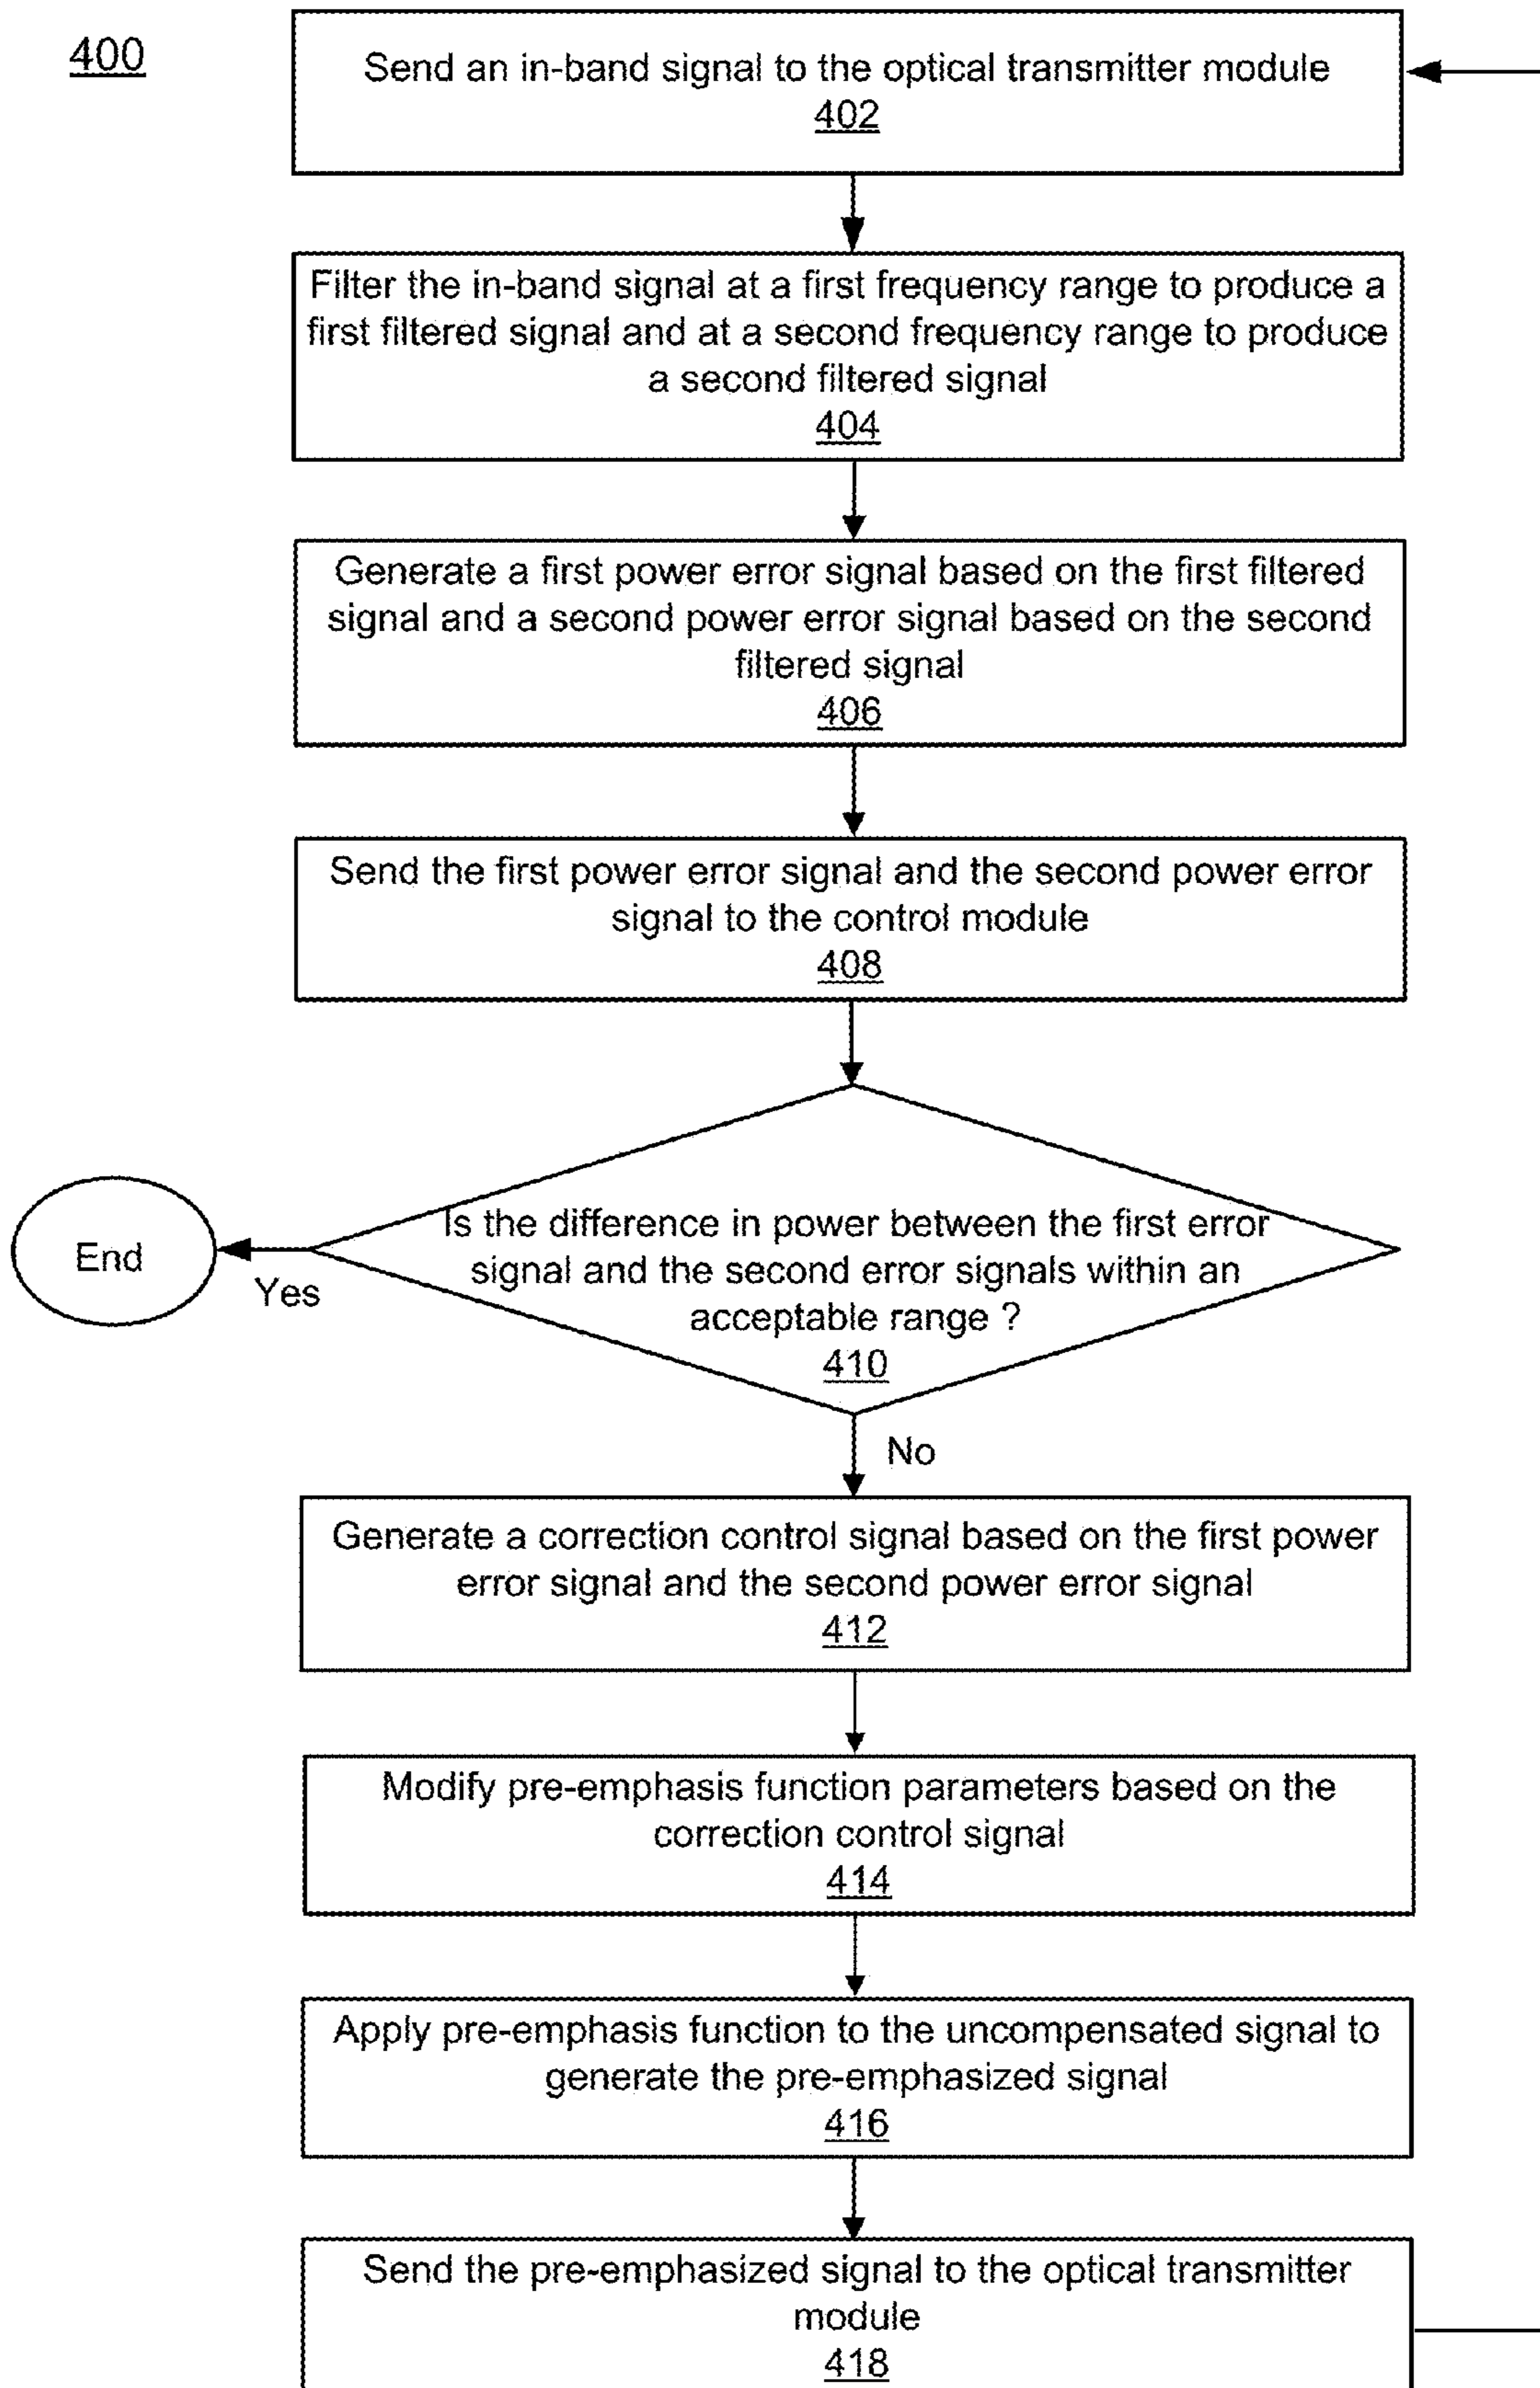 400
Send an in-band signal to the optical transmitter module
402
Filter the in-band signal at a first frequency range to produce a
first filtered signal and at a second frequency range to produce
a second filtered signal
404
Generate a first power error signal based on the first filtered
signal and a second power error signal based on the second
filtered signal
406
Send the first power error signal and the second power error
signal to the control module
408
Is the difference in power between the first error
signal and the second error signals within an
acceptable range ?
410
End
Yes
No
Generate a correction control signal based on the first power
error signal and the second power error signal
412
Modify pre-emphasis function parameters based on the
correction control signal
414
Apply pre-emphasis function to the uncompensated signal to
generate the pre-emphasized signal
416
Send the pre-emphasized signal to the optical transmitter
module
418